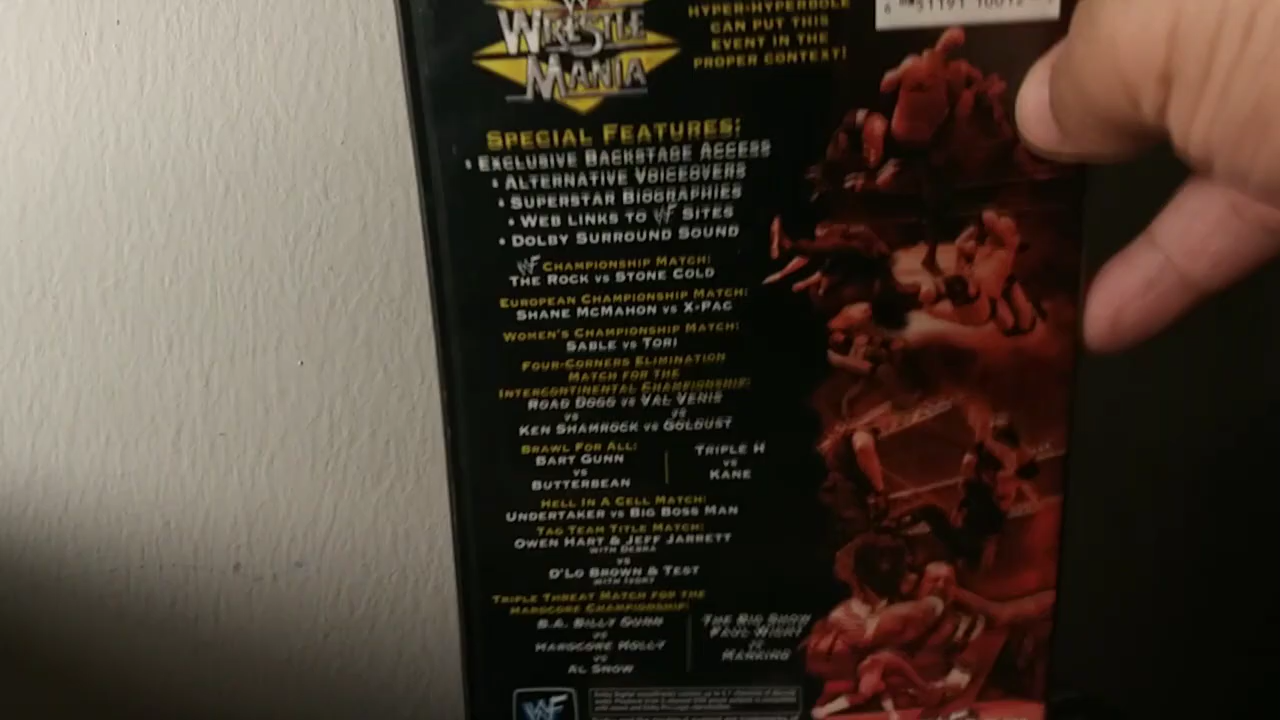 HYPER-HYPERBOLE
CAN PUT THIS
EVENT IN THE
PROPER CONTEXT!
WRESTLE
MANIA
SPECIAL FEATURES:
• EXCLUSIVE BACKSTAGE ACCESS
• ALTERNATIVE VOICEOVERS
• SUPERSTAR BIOGRAPHIES
• WEB LINKS TO WF SITES
• DOLBY SURROUND SOUND
WF CHAMPIONSHIP MATCH:
THE ROCK VS STONE COLD
EUROPEAN CHAMPIONSHIP MATCH:
SHANE MCMAHON VS X-PAC
WOMEN'S CHAMPIONSHIP MATCH:
SABLE VS TORI
FOUR-CORNERS ELIMINATION
MATCH FOR THE
INTERCONTINENTAL CHAMPIONSHIP:
ROAD DOGG VS VAL VENIS
VS VS
KEN SHAMROCK VS GOLDUST
BRAWL FOR ALL:
BART GUNN
VS
BUTTERBEAN
TRIPLE H
VS
KANE
HELL IN A CELL MATCH:
UNDERTAKER VS BIG BOSS MAN
TAG TEAM TITLE MATCH:
OWEN HART & JEFF JARRETT
WITH DEBRA
VS
D'LO BROWN & TEST
WITH IVORY
TRIPLE THREAT MATCH FOR THE
HARDCORE CHAMPIONSHIP:
B.A. BILLY GUNN
VS
HARDCORE HOLLY
VS
AL SNOW
THE BIG SHOW
PAUL WIGHT
VS
MANKIND
WF